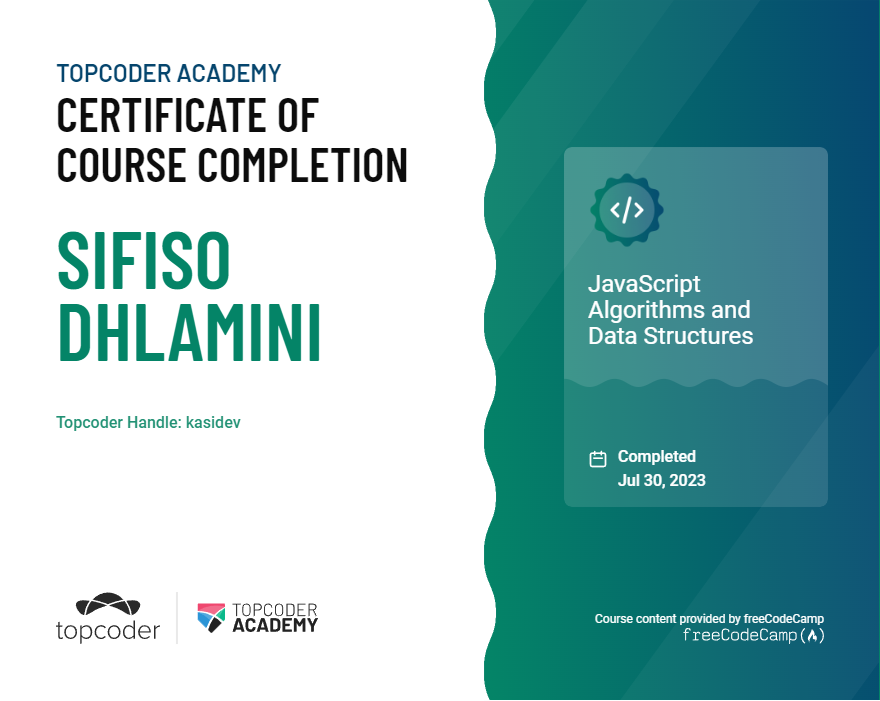 TOPCODER ACADEMY
CERTIFICATE OF
COURSE COMPLETION
SIFISO
DHLAMINI
Topcoder Handle: kasidev
topcoder
TOPCODER
ACADEMY
</>
JavaScript
Algorithms and
Data Structures
Completed
Jul 30, 2023
Course content provided by freeCodeCamp
freeCodeCamp(🔥)